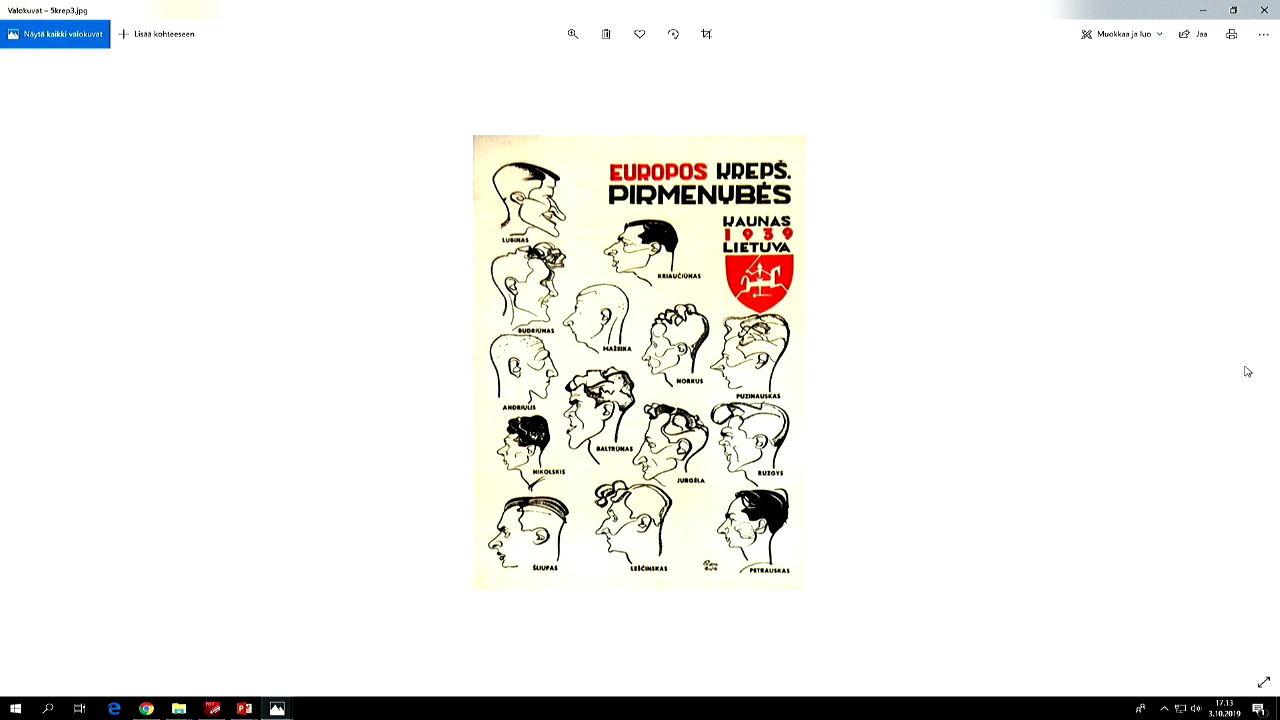 Valokuvat – 5krep3.jpg
Näytä kaikki valokuvat
Lisää kohteeseen
Muokkaa ja luo
Jaa
EUROPOS KREPŠ.
PIRMENYBĖS
KAUNAS
1939
LIETUVA
LUBINAS
KRIAUČIŪNAS
BUDRIŪNAS
MAŽEIKA
NORKUS
PUZINAUSKAS
ANDRIULIS
BALTRŪNAS
NIKOLSKIS
JURGĖLA
RUZGYS
ŠLIUPAS
LEŠČINSKAS
PETRAUSKAS
17.13
3.10.2019